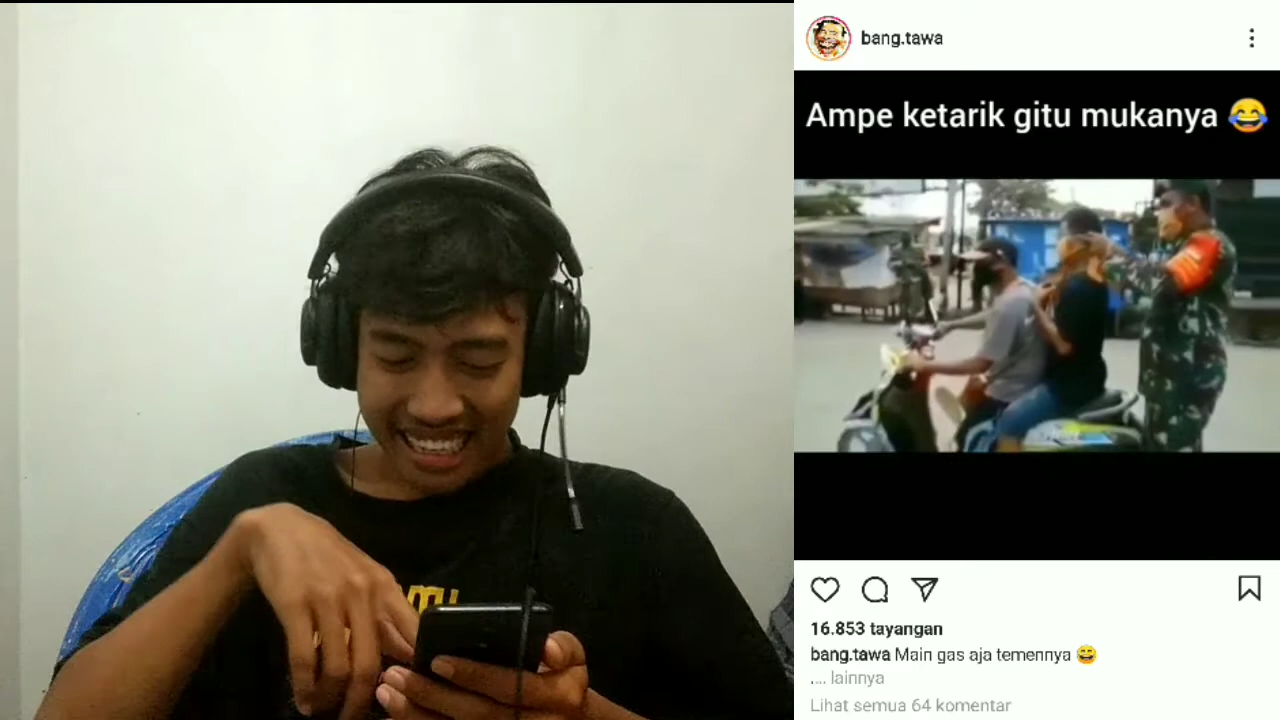 bang.tawa
Ampe ketarik gitu mukanya 😂
16.853 tayangan
bang.tawa Main gas aja temennya 😄
.... lainnya
Lihat semua 64 komentar